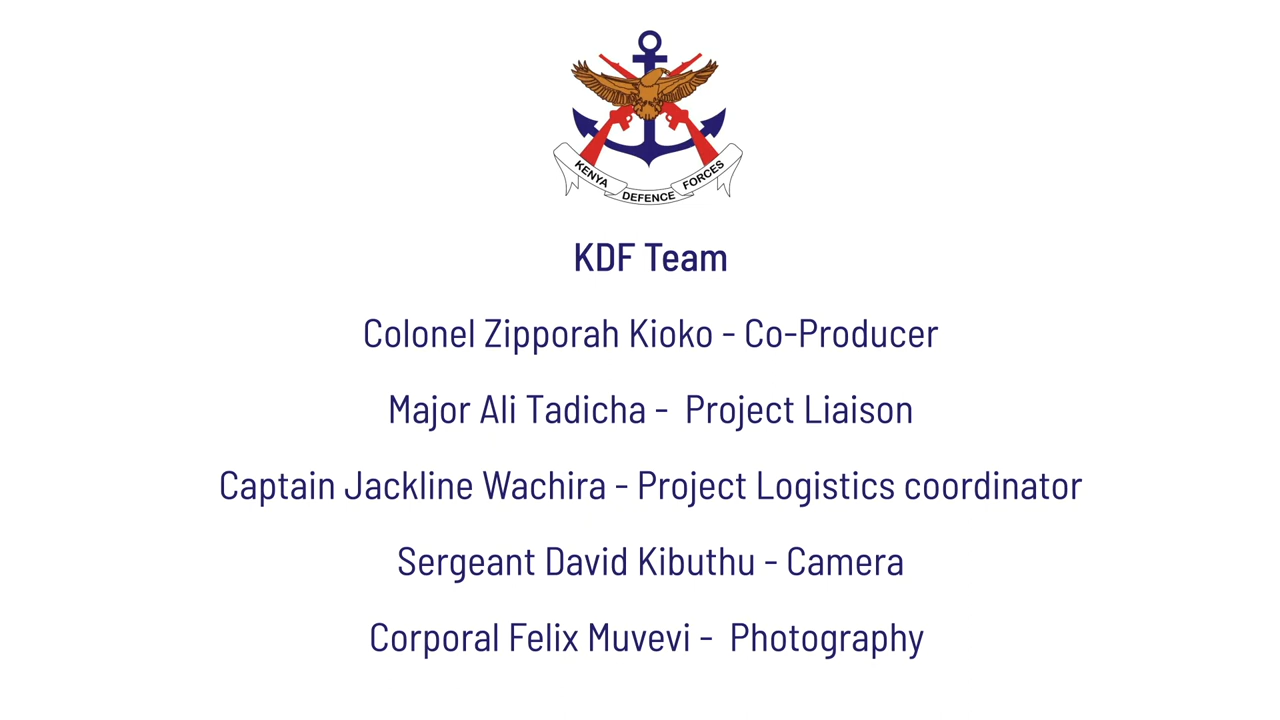 KENYA DEFENCE FORCES
KDF Team
Colonel Zipporah Kioko - Co-Producer
Major Ali Tadicha -  Project Liaison
Captain Jackline Wachira - Project Logistics coordinator
Sergeant David Kibuthu - Camera
Corporal Felix Muvevi -  Photography